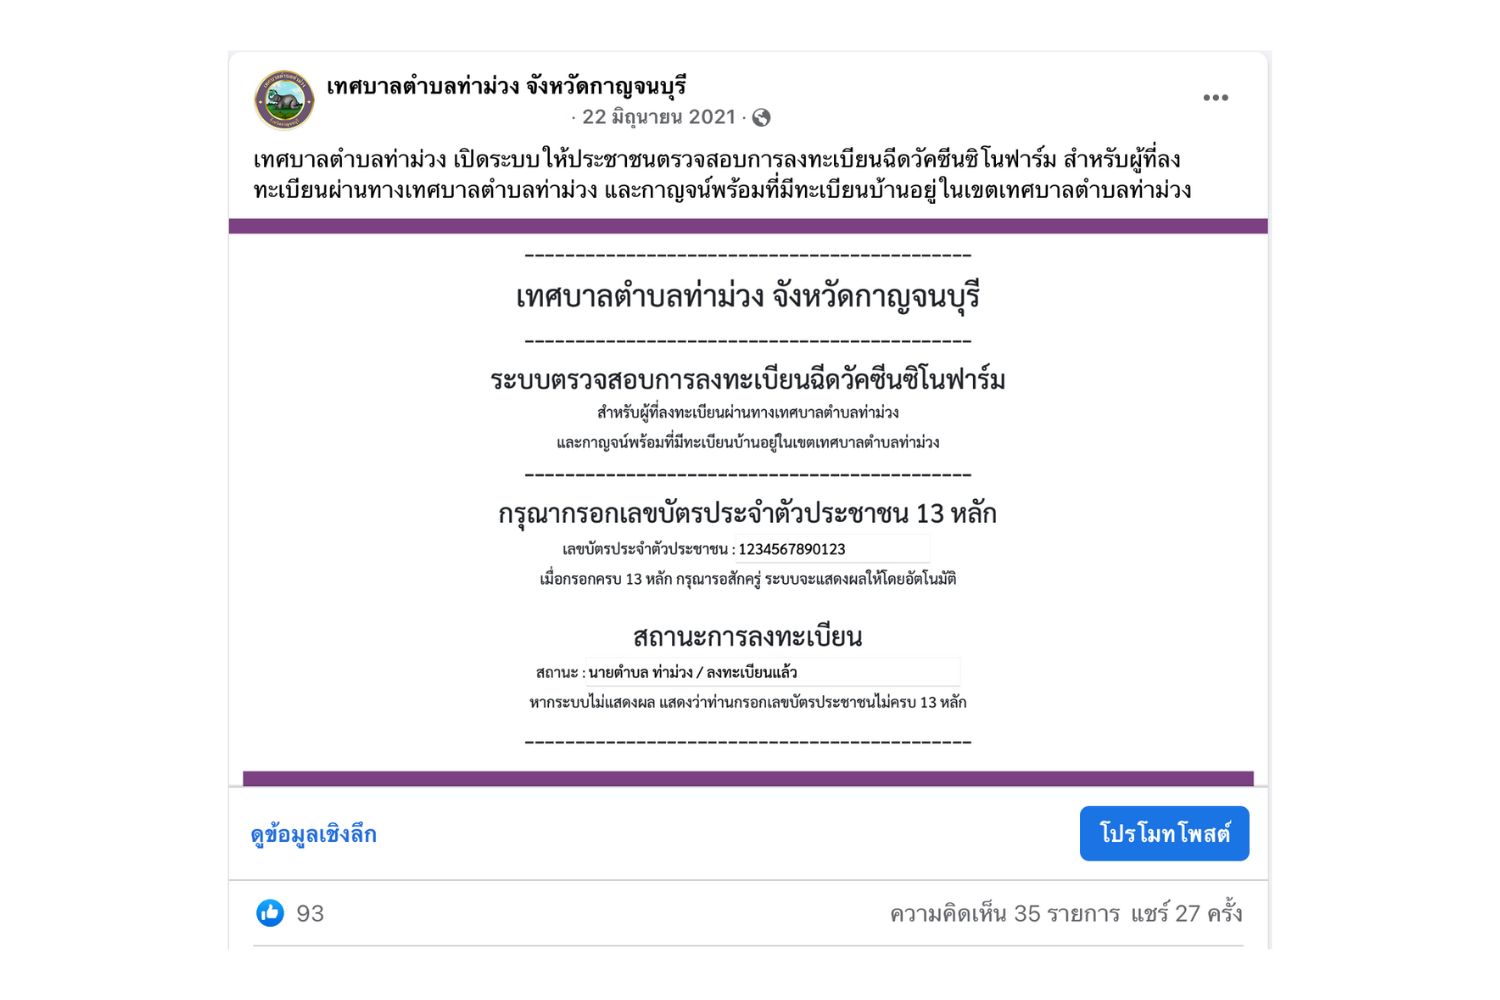 เทศบาลตำบลท่าม่วง จังหวัดกาญจนบุรี
· 22 มิถุนายน 2021 ·
เทศบาลตำบลท่าม่วง เปิดระบบให้ประชาชนตรวจสอบการลงทะเบียนฉีดวัคซีนซิโนฟาร์ม สำหรับผู้ที่ลง
ทะเบียนผ่านทางเทศบาลตำบลท่าม่วง และกาญจน์พร้อมที่มีทะเบียนบ้านอยู่ในเขตเทศบาลตำบลท่าม่วง
--------------------------------------------
เทศบาลตำบลท่าม่วง จังหวัดกาญจนบุรี
--------------------------------------------
ระบบตรวจสอบการลงทะเบียนฉีดวัคซีนซิโนฟาร์ม
สำหรับผู้ที่ลงทะเบียนผ่านทางเทศบาลตำบลท่าม่วง
และกาญจน์พร้อมที่มีทะเบียนบ้านอยู่ในเขตเทศบาลตำบลท่าม่วง
--------------------------------------------
กรุณากรอกเลขบัตรประจำตัวประชาชน 13 หลัก
เลขบัตรประจำตัวประชาชน : 1234567890123
เมื่อกรอกครบ 13 หลัก กรุณารอสักครู่ ระบบจะแสดงผลให้โดยอัตโนมัติ
สถานะการลงทะเบียน
สถานะ : นายตำบล ท่าม่วง / ลงทะเบียนแล้ว
หากระบบไม่แสดงผล แสดงว่าท่านกรอกเลขบัตรประชาชนไม่ครบ 13 หลัก
--------------------------------------------
ดูข้อมูลเชิงลึก
โปรโมทโพสต์
93
ความคิดเห็น 35 รายการ แชร์ 27 ครั้ง